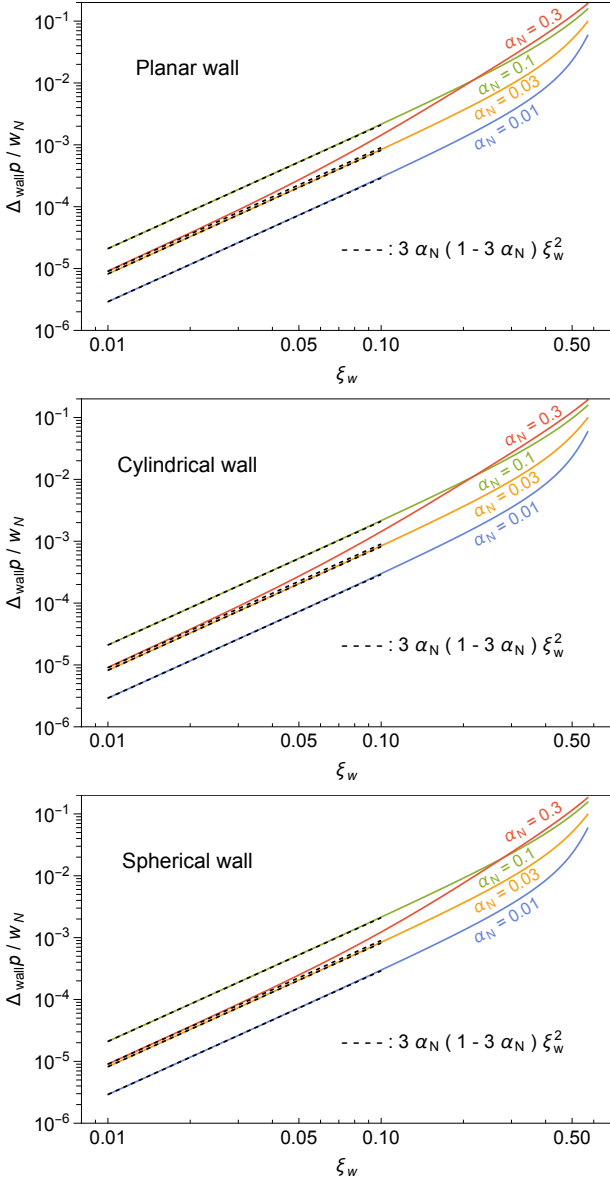 10⁻¹
10⁻²
10⁻³
10⁻⁴
10⁻⁵
10⁻⁶
Δ_wall p / w_N
Planar wall
α_N = 0.3
α_N = 0.1
α_N = 0.03
α_N = 0.01
----: 3 α_N ( 1 - 3 α_N ) ξ_w²
0.01 0.05 0.10 0.50
ξ_w
10⁻¹
10⁻²
10⁻³
10⁻⁴
10⁻⁵
10⁻⁶
Δ_wall p / w_N
Cylindrical wall
α_N = 0.3
α_N = 0.1
α_N = 0.03
α_N = 0.01
----: 3 α_N ( 1 - 3 α_N ) ξ_w²
0.01 0.05 0.10 0.50
ξ_w
10⁻¹
10⁻²
10⁻³
10⁻⁴
10⁻⁵
10⁻⁶
Δ_wall p / w_N
Spherical wall
α_N = 0.3
α_N = 0.1
α_N = 0.03
α_N = 0.01
----: 3 α_N ( 1 - 3 α_N ) ξ_w²
0.01 0.05 0.10 0.50
ξ_w